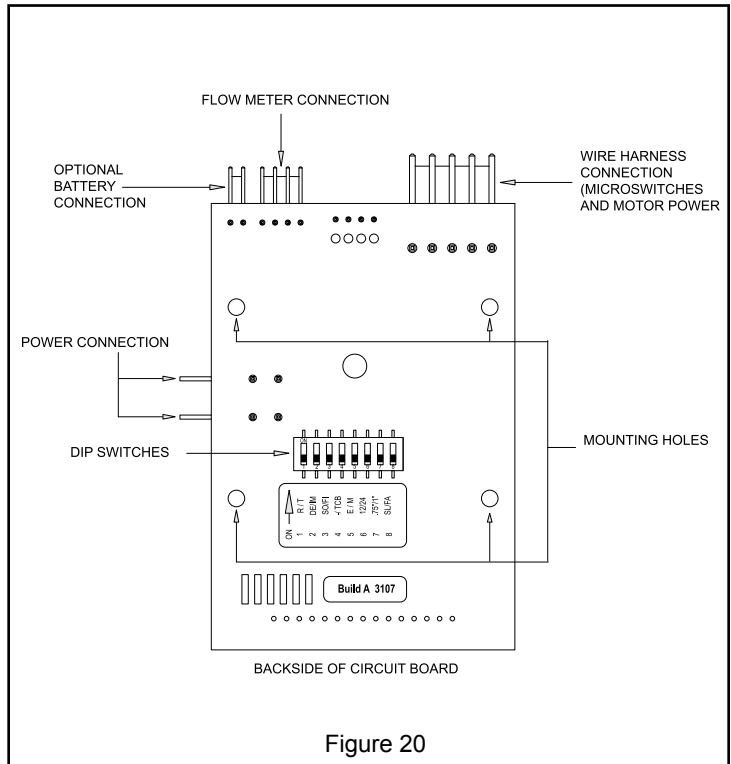 FLOW METER CONNECTION
OPTIONAL
BATTERY
CONNECTION
WIRE HARNESS
CONNECTION
(MICROSWITCHES
AND MOTOR POWER
POWER CONNECTION
DIP SWITCHES
MOUNTING HOLES
ON
1 R / T
2 DE/IM
3 SO/FI
4 -/ TCB
5 E / M
6 12/24
7 .75"/1"
8 SL/FA
Build A 3107
BACKSIDE OF CIRCUIT BOARD
Figure 20